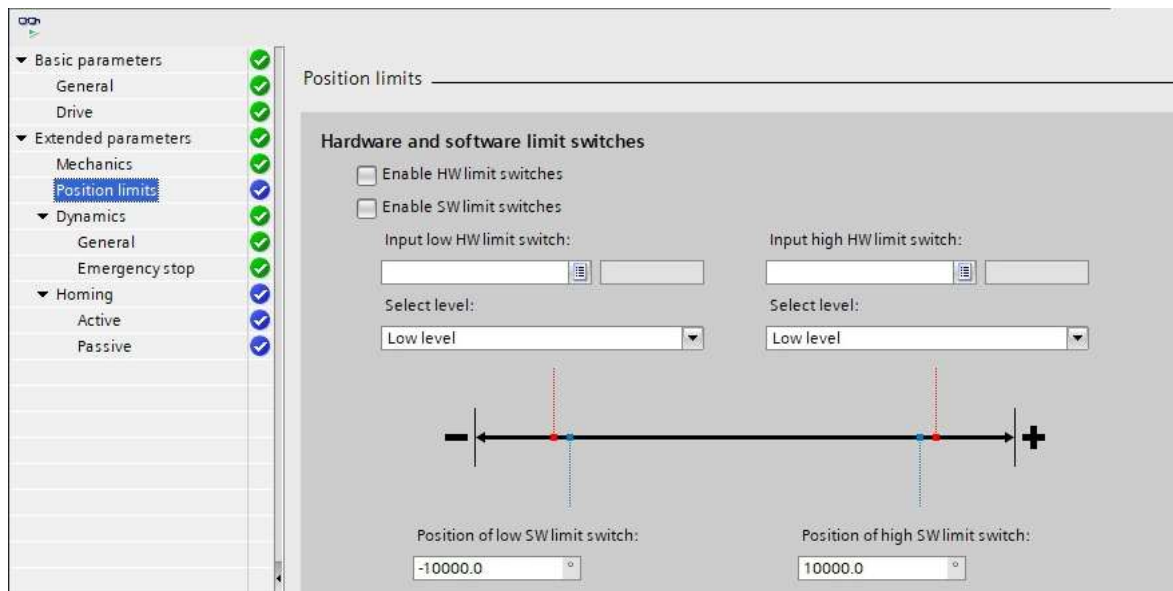 Basic parameters
General
Drive
Extended parameters
Mechanics
Position limits
Dynamics
General
Emergency stop
Homing
Active
Passive
Position limits
Hardware and software limit switches
Enable HW limit switches
Enable SW limit switches
Input low HW limit switch:
Input high HW limit switch:
Select level:
Select level:
Low level
Low level
Position of low SW limit switch:
Position of high SW limit switch:
-10000.0 °
10000.0 °